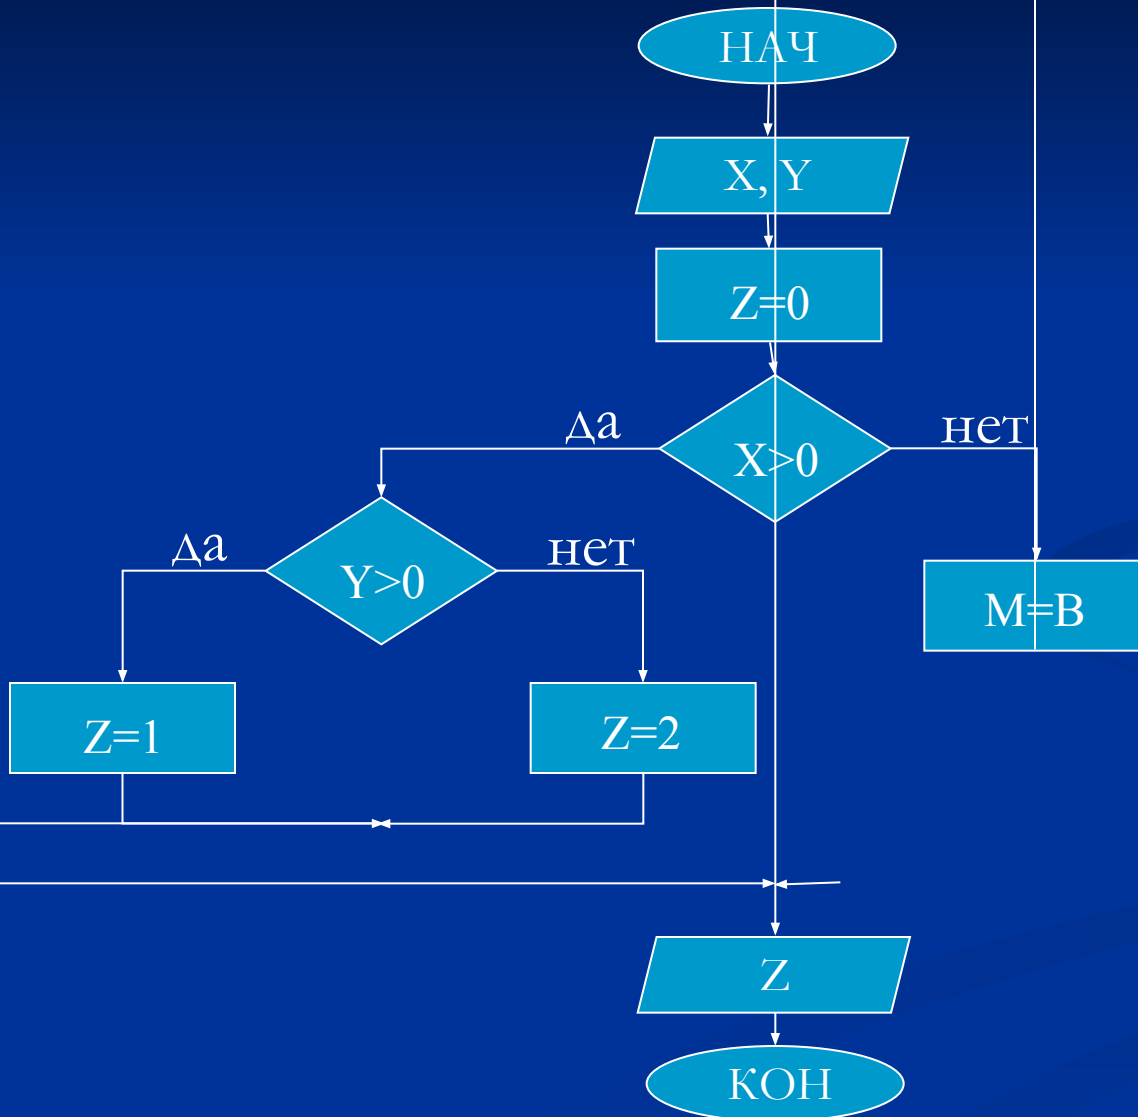 НАЧ
X, Y
Z=0
X>0
да
нет
Y>0
да
нет
M=B
Z=1
Z=2
Z
КОН